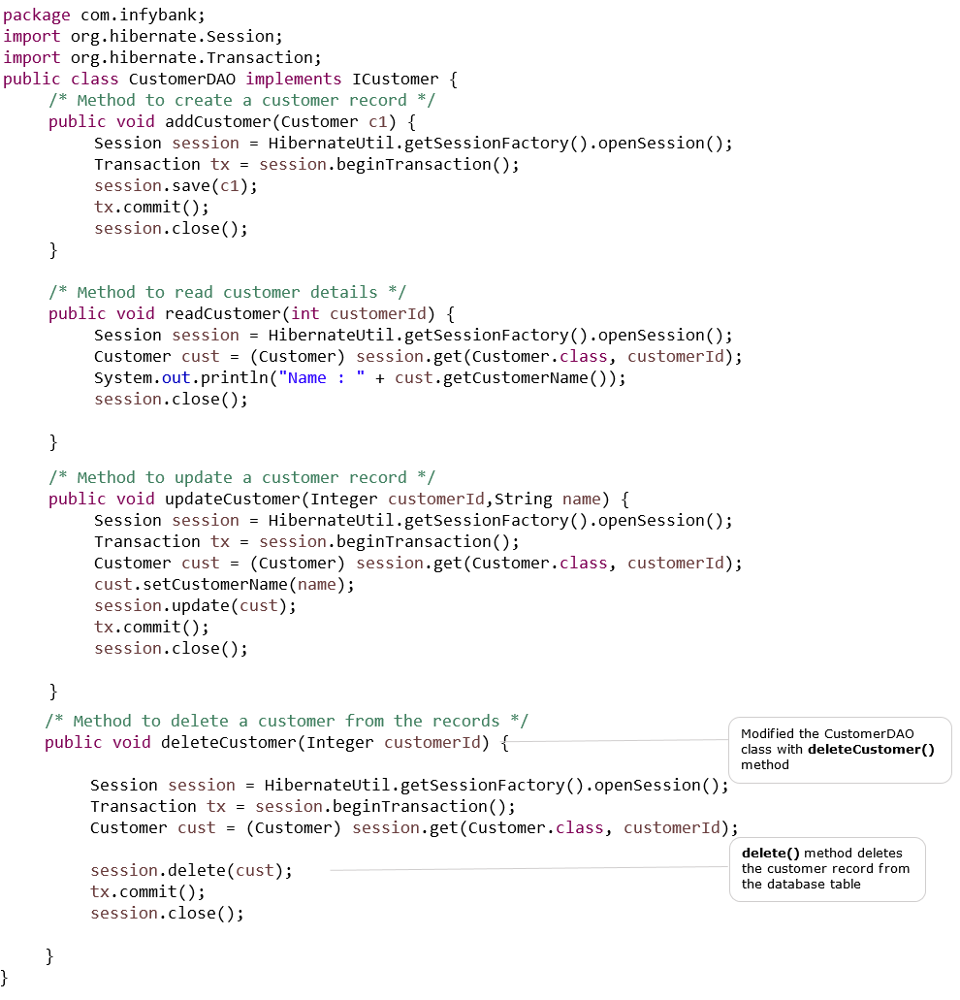 package com.infybank;
import org.hibernate.Session;
import org.hibernate.Transaction;
public class CustomerDAO implements ICustomer {
/* Method to create a customer record */
public void addCustomer(Customer c1) {
Session session = HibernateUtil.getSessionFactory().openSession();
Transaction tx = session.beginTransaction();
session.save(c1);
tx.commit();
session.close();
}
/* Method to read customer details */
public void readCustomer(int customerId) {
Session session = HibernateUtil.getSessionFactory().openSession();
Customer cust = (Customer) session.get(Customer.class, customerId);
System.out.println("Name : " + cust.getCustomerName());
session.close();
}
/* Method to update a customer record */
public void updateCustomer(Integer customerId,String name) {
Session session = HibernateUtil.getSessionFactory().openSession();
Transaction tx = session.beginTransaction();
Customer cust = (Customer) session.get(Customer.class, customerId);
cust.setCustomerName(name);
session.update(cust);
tx.commit();
session.close();
}
/* Method to delete a customer from the records */
public void deleteCustomer(Integer customerId) {
Modified the CustomerDAO
class with deleteCustomer()
method
Session session = HibernateUtil.getSessionFactory().openSession();
Transaction tx = session.beginTransaction();
Customer cust = (Customer) session.get(Customer.class, customerId);
session.delete(cust);
delete() method deletes
the customer record from
the database table
tx.commit();
session.close();
}
}